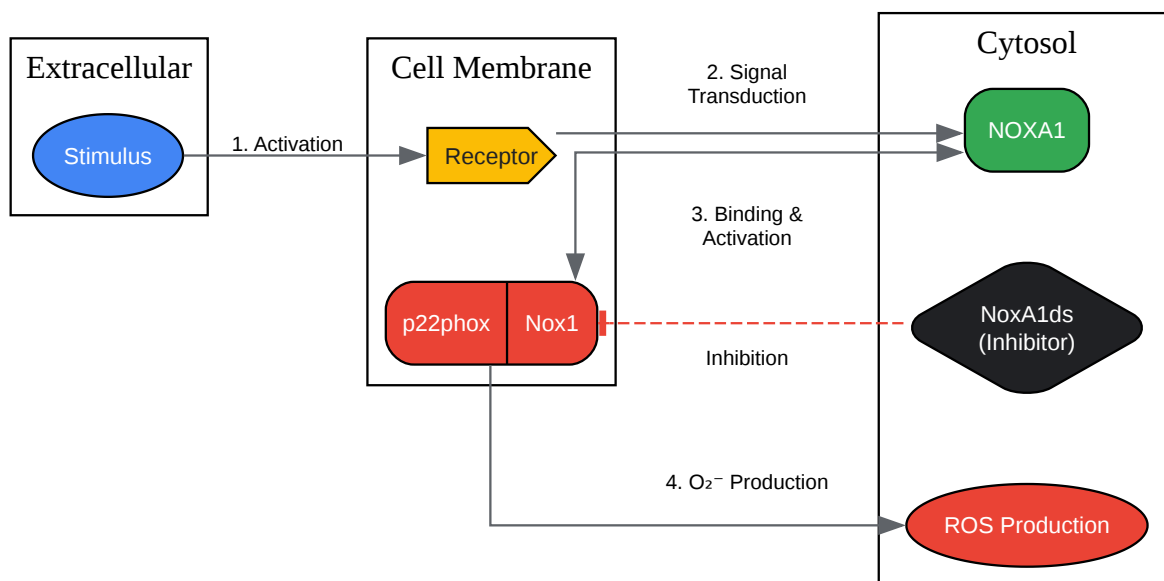 Extracellular
Stimulus
1. Activation
Cell Membrane
Receptor
2. Signal
Transduction
Cytosol
NOXA1
3. Binding &
Activation
p22phox
Nox1
Inhibition
NoxA1ds
(Inhibitor)
4. O₂⁻ Production
ROS Production